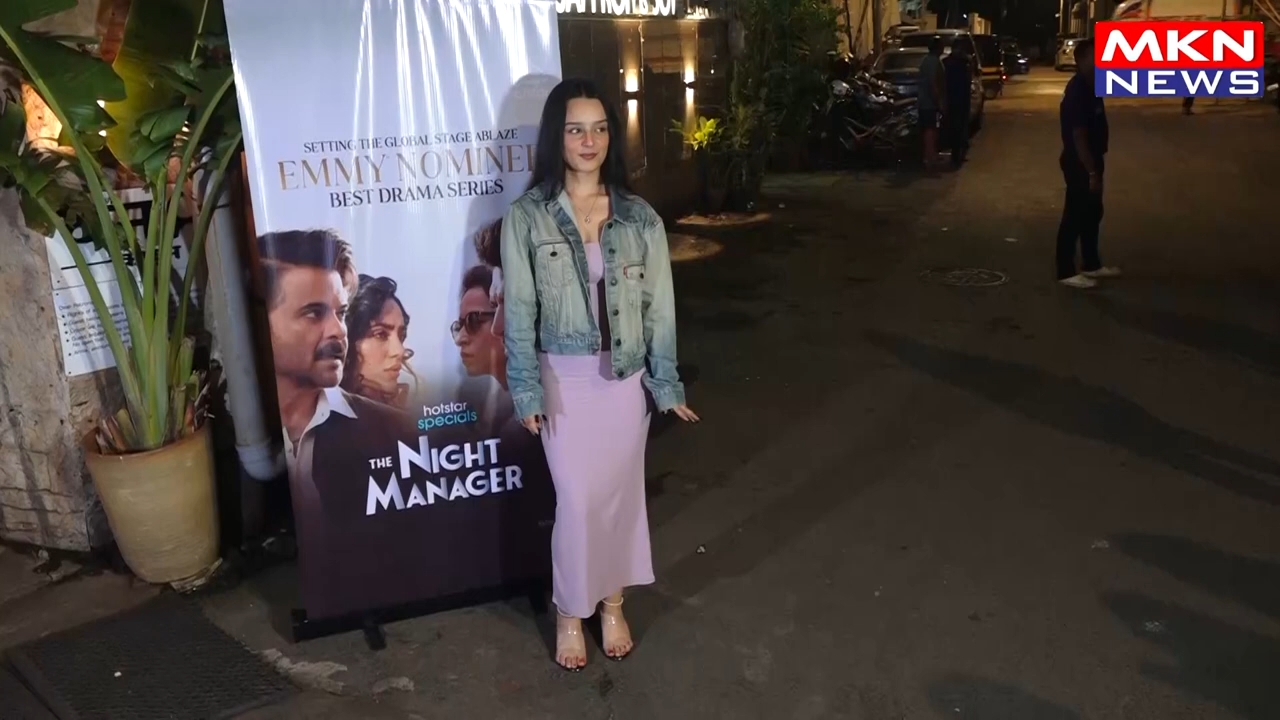 MKN
NEWS
SETTING THE GLOBAL STAGE ABLAZE
EMMY NOMINEE
BEST DRAMA SERIES
hotstar
specials
THE NIGHT
MANAGER